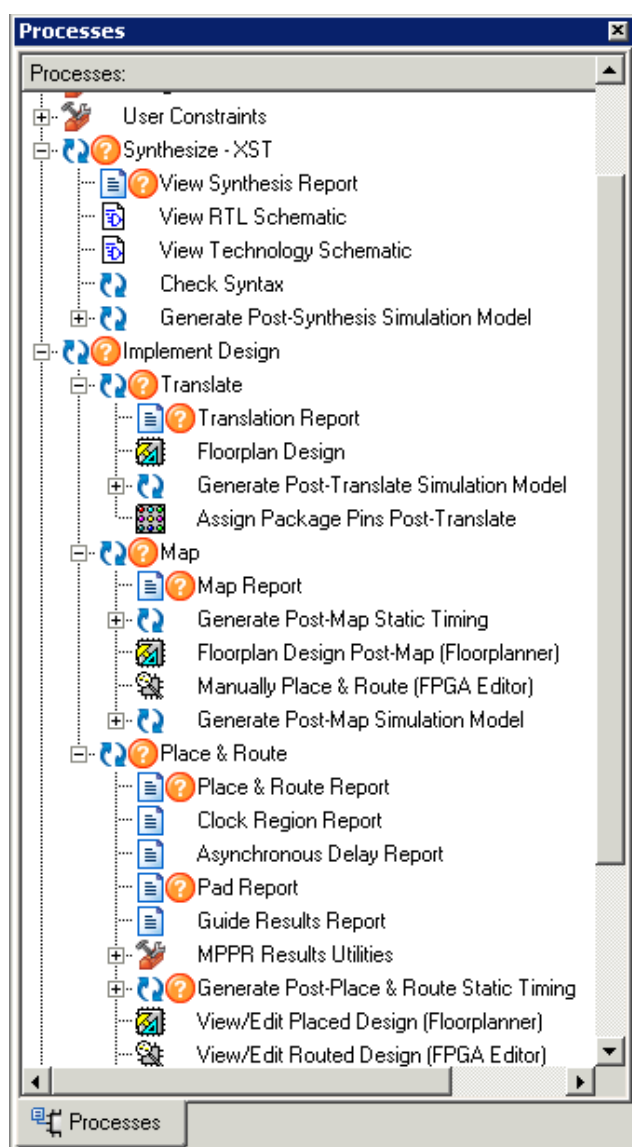 Processes
Processes:
User Constraints
Synthesize - XST
View Synthesis Report
View RTL Schematic
View Technology Schematic
Check Syntax
Generate Post-Synthesis Simulation Model
Implement Design
Translate
Translation Report
Floorplan Design
Generate Post-Translate Simulation Model
Assign Package Pins Post-Translate
Map
Map Report
Generate Post-Map Static Timing
Floorplan Design Post-Map (Floorplanner)
Manually Place & Route (FPGA Editor)
Generate Post-Map Simulation Model
Place & Route
Place & Route Report
Clock Region Report
Asynchronous Delay Report
Pad Report
Guide Results Report
MPPR Results Utilities
Generate Post-Place & Route Static Timing
View/Edit Placed Design (Floorplanner)
View/Edit Routed Design (FPGA Editor)
Processes